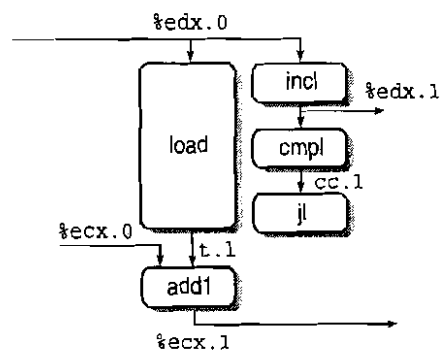 %edx.0
incl
%edx.1
load
cmpl
cc.1
jl
%ecx.0
t.1
addl
%ecx.1